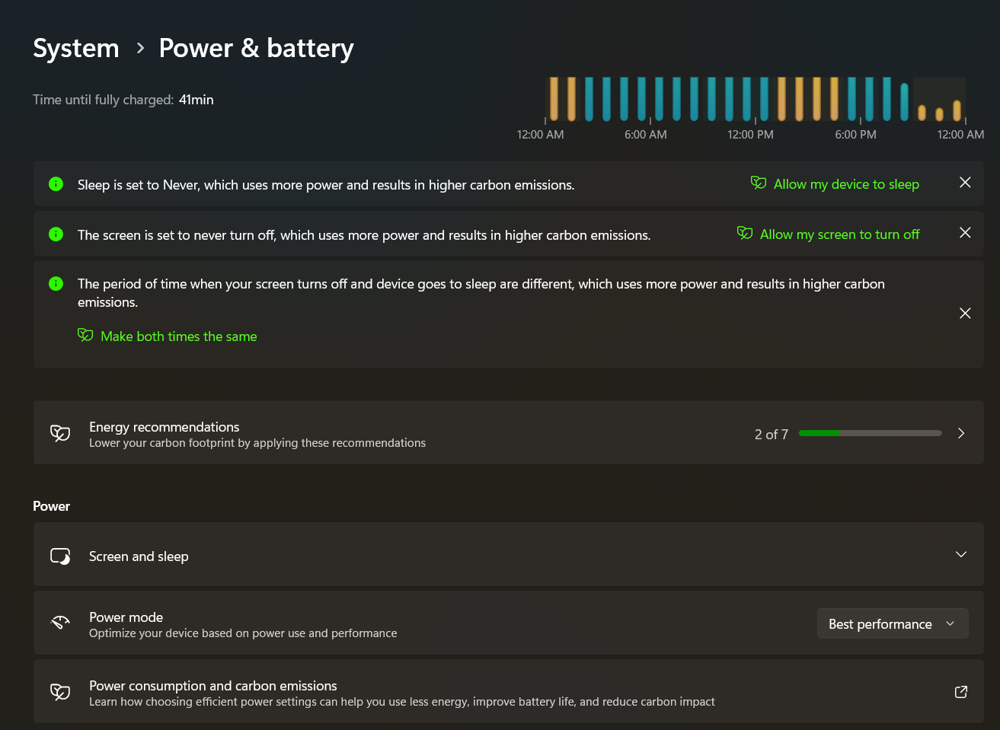 System > Power & battery
Time until fully charged: 41min
12:00 AM 6:00 AM 12:00 PM 6:00 PM 12:00 AM
Sleep is set to Never, which uses more power and results in higher carbon emissions.
Allow my device to sleep
The screen is set to never turn off, which uses more power and results in higher carbon emissions.
Allow my screen to turn off
The period of time when your screen turns off and device goes to sleep are different, which uses more power and results in higher carbon
emissions.
Make both times the same
Energy recommendations
Lower your carbon footprint by applying these recommendations
2 of 7
Power
Screen and sleep
Power mode
Optimize your device based on power use and performance
Best performance
Power consumption and carbon emissions
Learn how choosing efficient power settings can help you use less energy, improve battery life, and reduce carbon impact